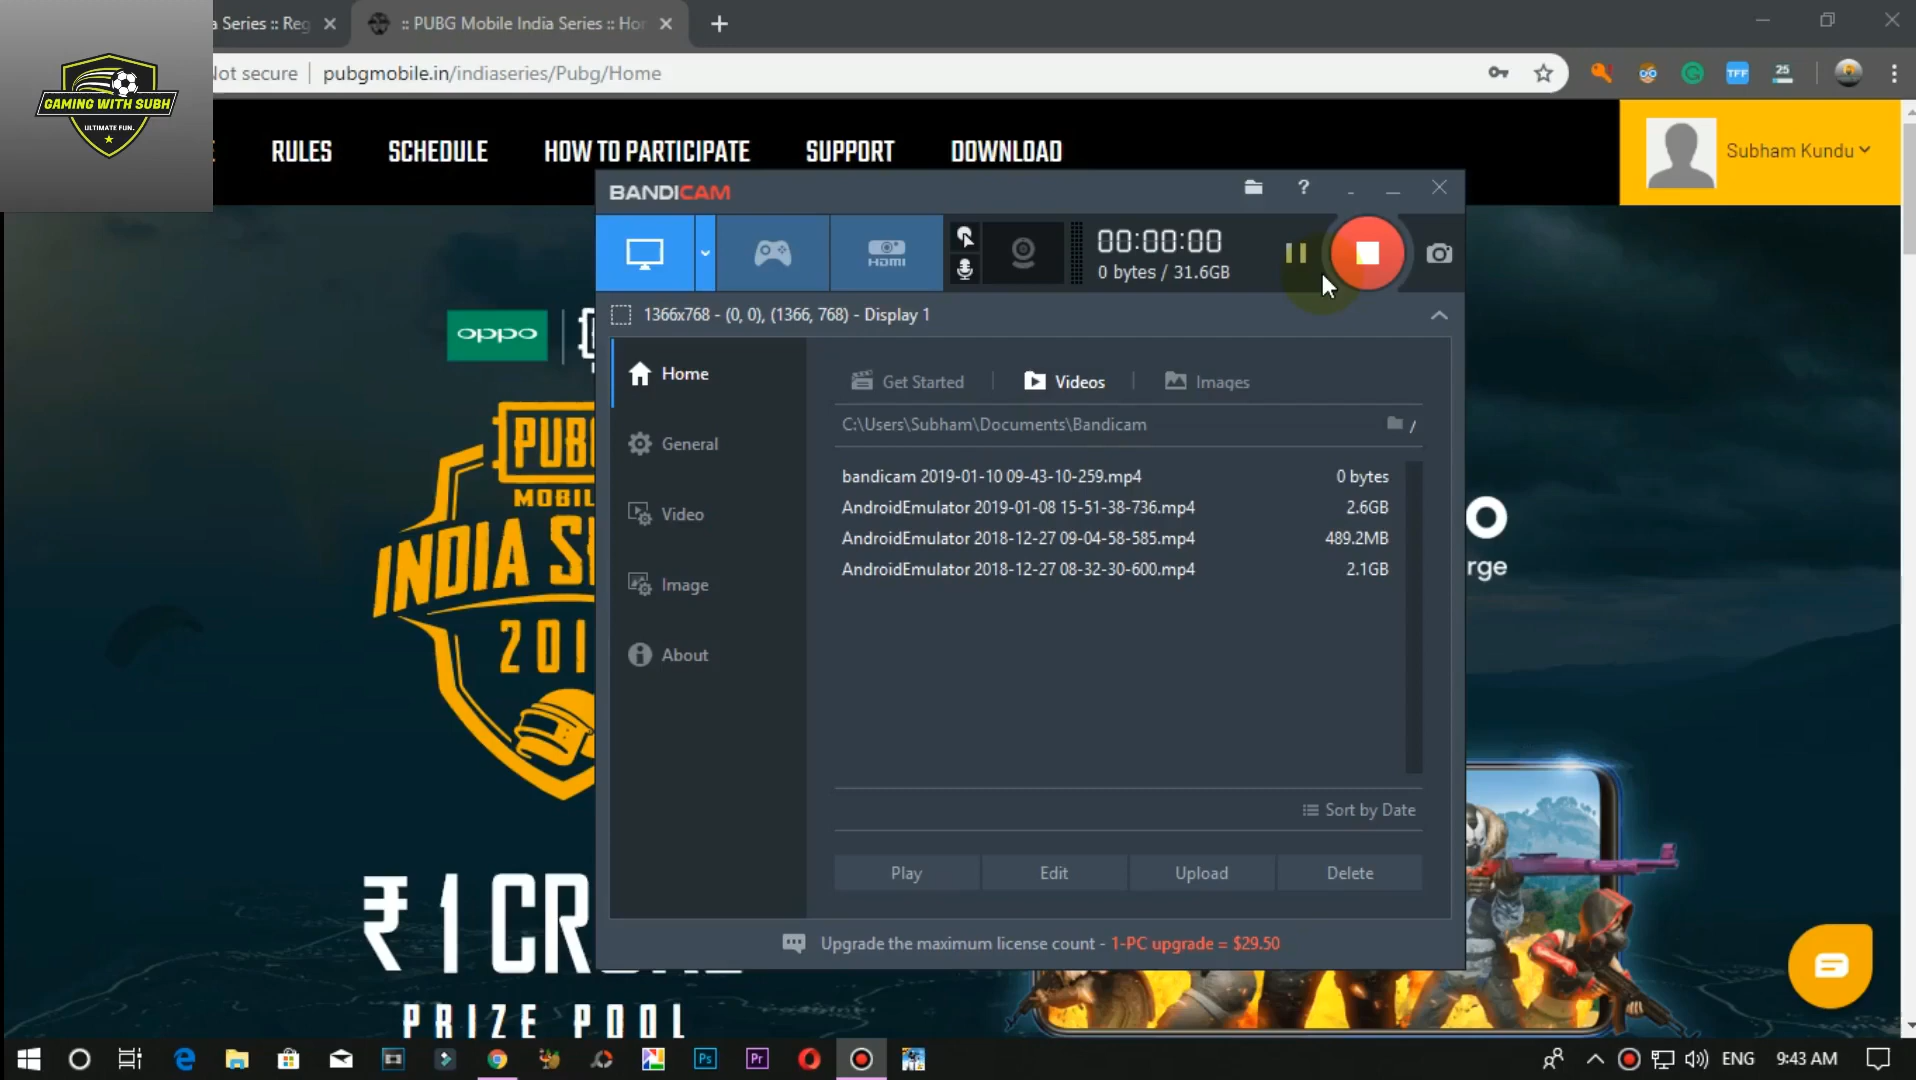 a Series :: Reg
:: PUBG Mobile India Series :: Hor
Not secure
pubgmobile.in/indiaseries/Pubg/Home
TFF
25
GAMING WITH SUBH
ULTIMATE FUN.
RULES
SCHEDULE
HOW TO PARTICIPATE
SUPPORT
DOWNLOAD
Subham Kundu
BANDICAM
?
HDMI
00:00:00
0 bytes / 31.6GB
1366x768 - (0, 0), (1366, 768) - Display 1
oppo
Home
General
Video
Image
About
Get Started
Videos
Images
C:\Users\Subham\Documents\Bandicam
/
bandicam 2019-01-10 09-43-10-259.mp4
0 bytes
AndroidEmulator 2019-01-08 15-51-38-736.mp4
2.6GB
AndroidEmulator 2018-12-27 09-04-58-585.mp4
489.2MB
AndroidEmulator 2018-12-27 08-32-30-600.mp4
2.1GB
Sort by Date
Play
Edit
Upload
Delete
Upgrade the maximum license count - 1-PC upgrade = $29.50
PUB
MOBIL
INDIA S
201
₹1 CR
PRIZE POOL
O
rge
Ps
Pr
ENG
9:43 AM